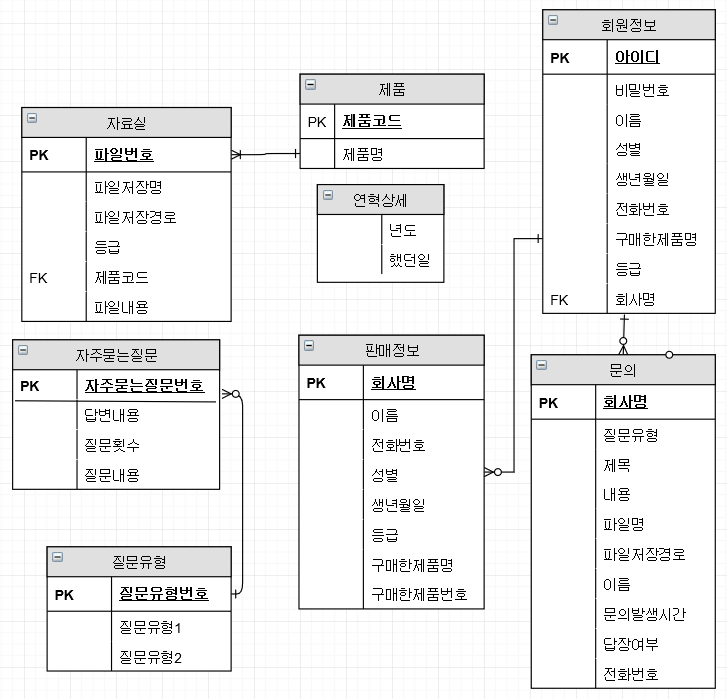 회원정보
PK 아이디
비밀번호
이름
성별
생년월일
전화번호
구매한제품명
등급
FK 회사명
제품
PK 제품코드
제품명
자료실
PK 파일번호
파일저장명
파일저장경로
등급
FK 제품코드
파일내용
연혁상세
년도
했던일
자주묻는질문
PK 자주묻는질문번호
답변내용
질문횟수
질문내용
판매정보
PK 회사명
이름
전화번호
성별
생년월일
등급
구매한제품명
구매한제품번호
문의
PK 회사명
질문유형
제목
내용
파일명
파일저장경로
이름
문의발생시간
답장여부
전화번호
질문유형
PK 질문유형번호
질문유형1
질문유형2